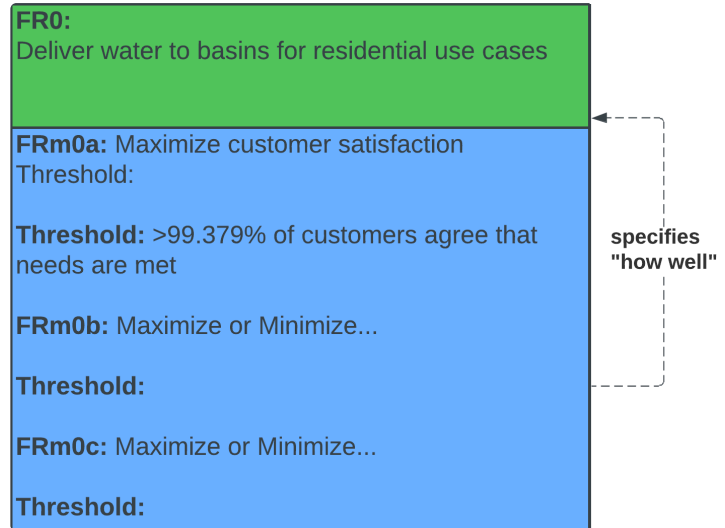 FR0:
Deliver water to basins for residential use cases
FRm0a: Maximize customer satisfaction
Threshold:
Threshold: >99.379% of customers agree that
needs are met
FRm0b: Maximize or Minimize...
Threshold:
FRm0c: Maximize or Minimize...
Threshold:
specifies
"how well"